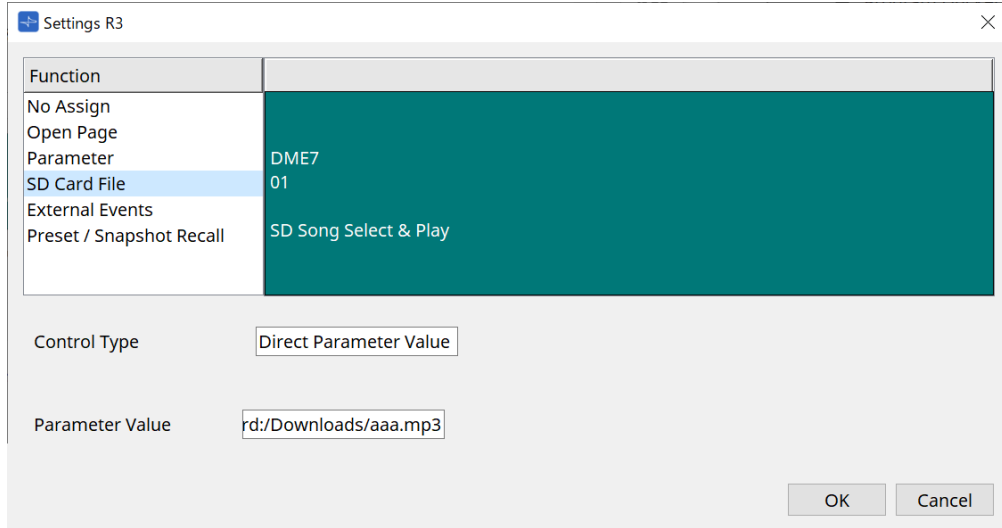 Settings R3
Function
No Assign
Open Page
Parameter
SD Card File
External Events
Preset / Snapshot Recall
DME7
01
SD Song Select & Play
Control Type
Direct Parameter Value
Parameter Value
rd:/Downloads/aaa.mp3
OK
Cancel